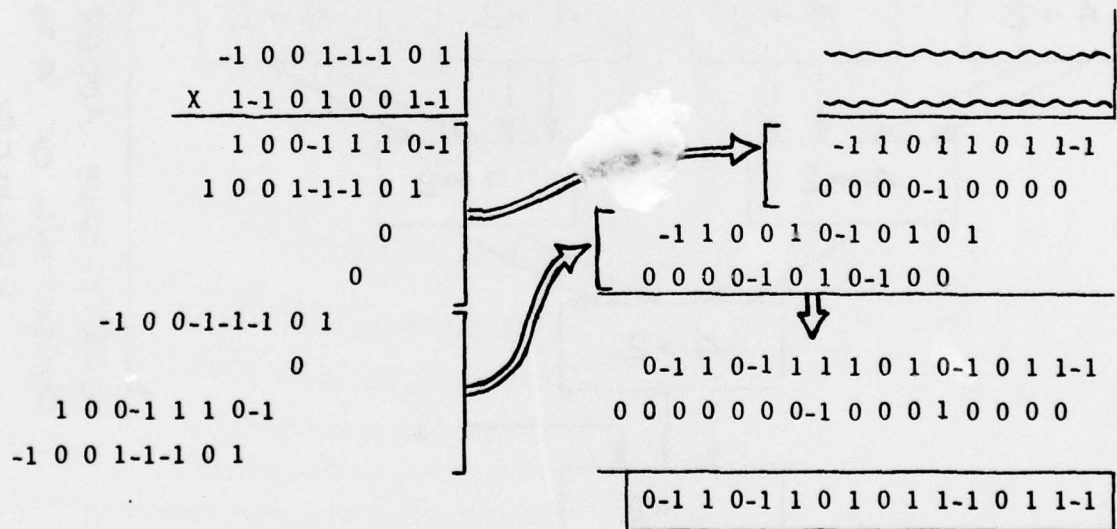 -1 0 0 1-1-1 0 1
X 1-1 0 1 0 0 1-1
1 0 0-1 1 1 0-1
1 0 0 1-1-1 0 1
0
0
-1 0 0-1-1-1 0 1
0
1 0 0-1 1 1 0-1
-1 0 0 1-1-1 0 1
-1 1 0 1 1 0 1 1-1
0 0 0 0-1 0 0 0 0
-1 1 0 0 1 0-1 0 1 0 1
0 0 0 0-1 0 1 0-1 0 0
0-1 1 0-1 1 1 1 0 1 0-1 0 1 1-1
0 0 0 0 0 0 0-1 0 0 0 1 0 0 0 0
0-1 1 0-1 1 0 1 0 1 1-1 0 1 1-1